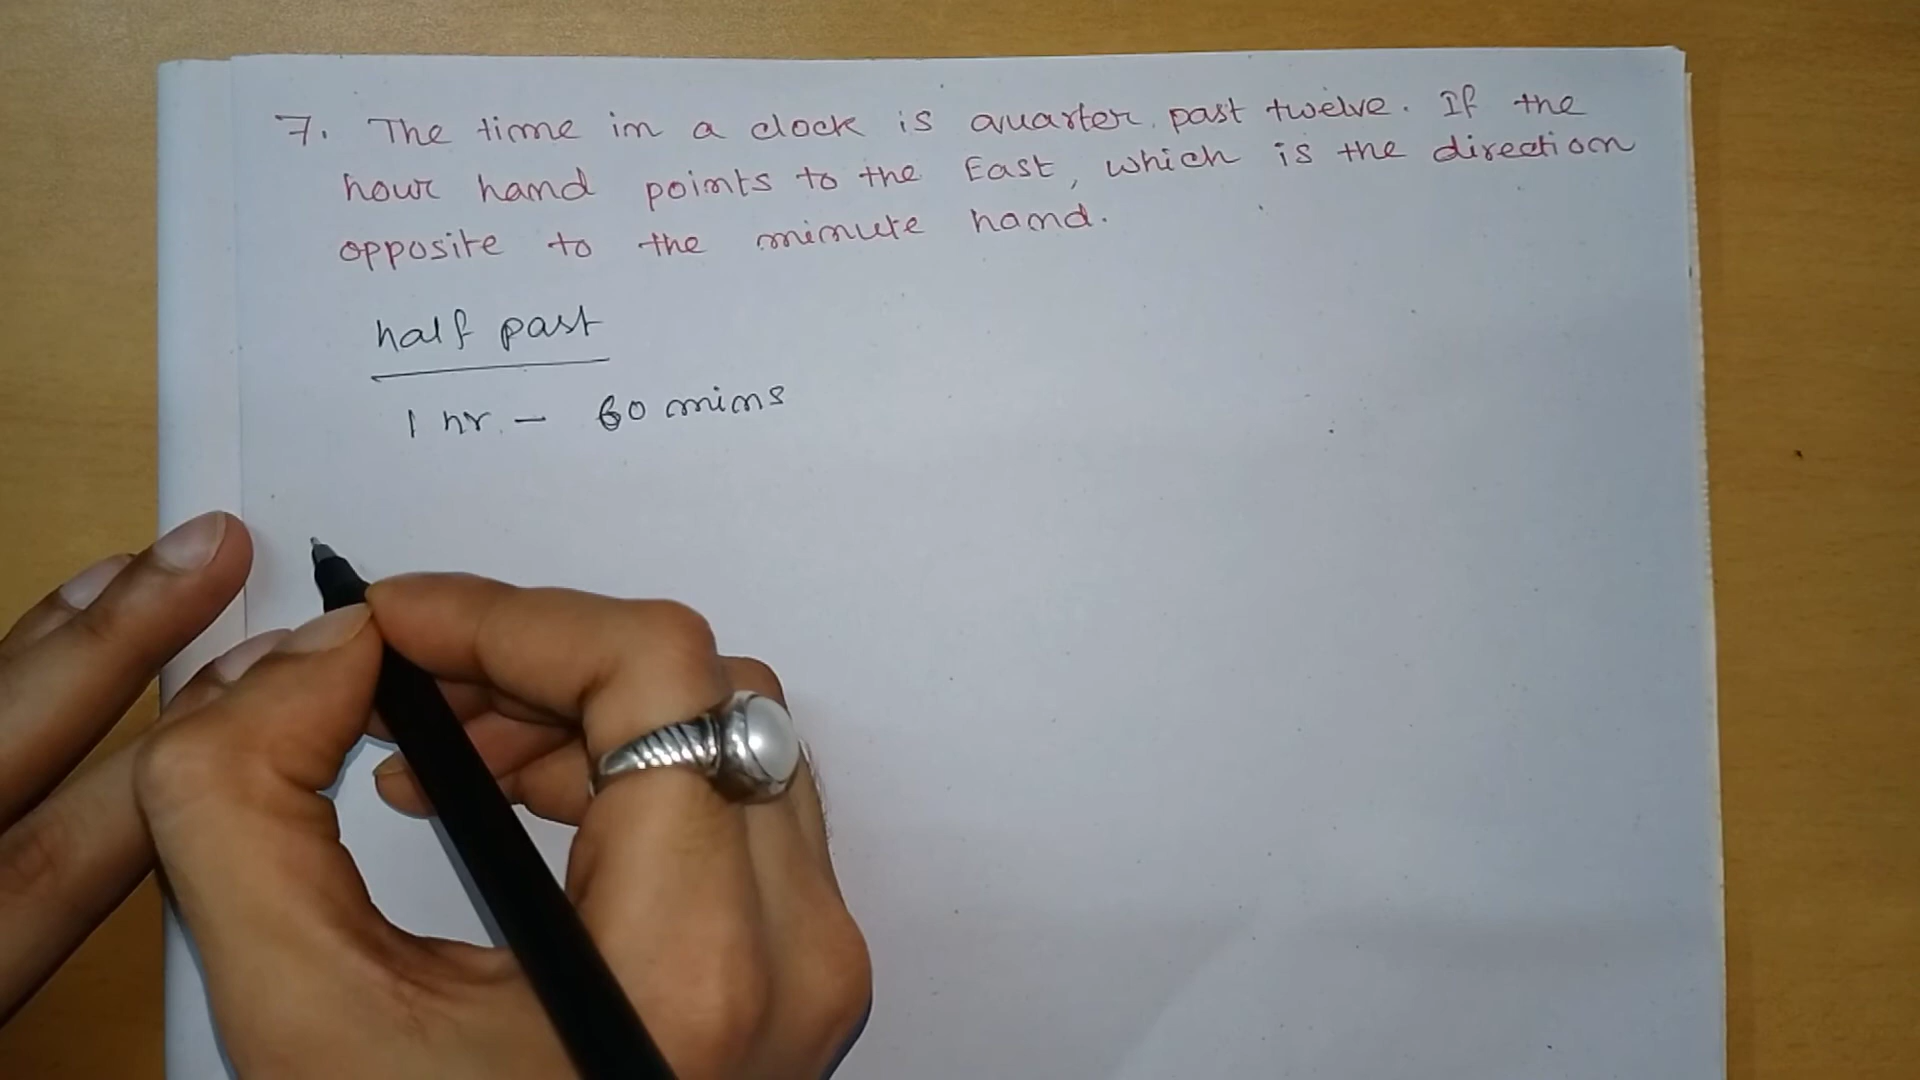 7. The time in a clock is quarter past twelve. If the
hour hand points to the East, which is the direction
opposite to the minute hand.
half past
1 hr - 60 mins